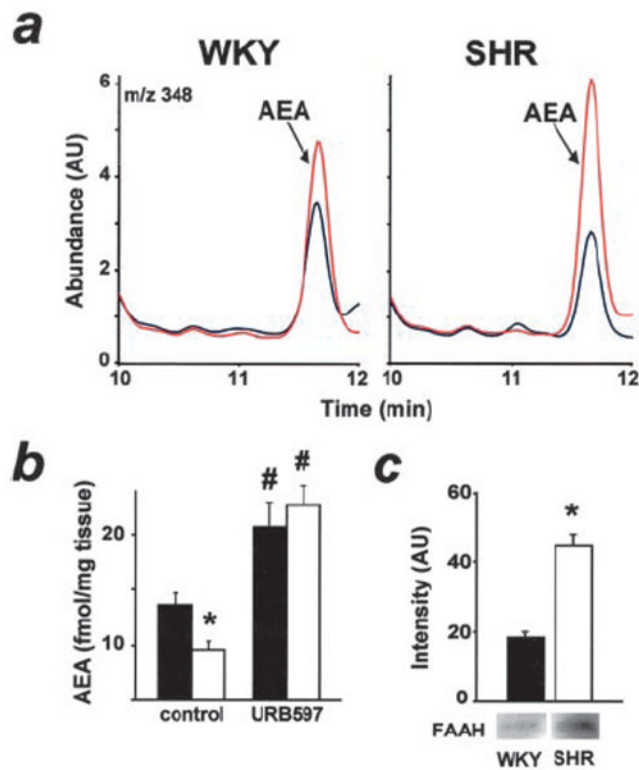 a
WKY
SHR
m/z 348
AEA
AEA
Abundance (AU)
6
4
2
0
10
11
12
10
11
12
Time (min)
b
AEA (fmol/mg tissue)
20
10
*
#
#
control
URB597
c
Intensity (AU)
60
40
20
0
*
FAAH
WKY
SHR